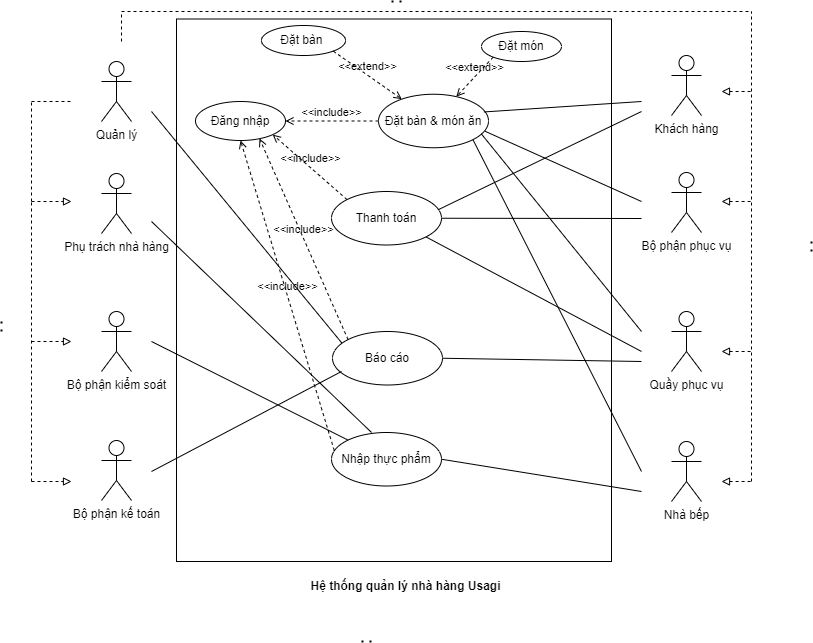 Đặt bàn
Đặt món
<<extend>>
<<extend>>
Quản lý
Đăng nhập
<<include>>
Đặt bàn & món ăn
Khách hàng
<<include>>
Phụ trách nhà hàng
<<include>>
Thanh toán
Bộ phận phục vụ
<<include>>
Bộ phận kiểm soát
Báo cáo
Quầy phục vụ
Bộ phận kế toán
Nhập thực phẩm
Nhà bếp
Hệ thống quản lý nhà hàng Usagi